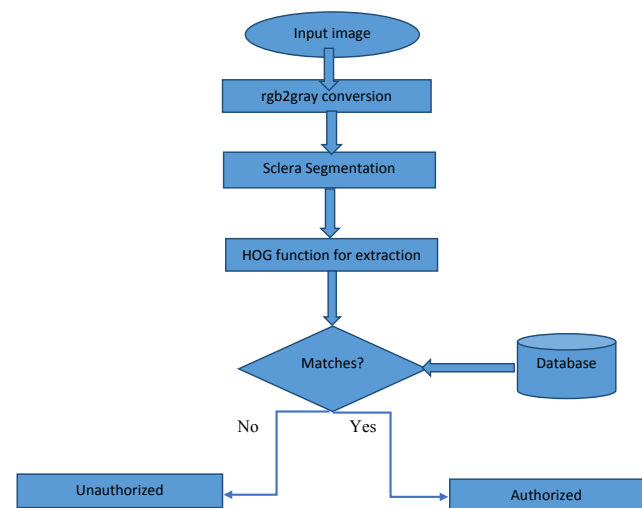 Input image
rgb2gray conversion
Sclera Segmentation
HOG function for extraction
Matches?
Database
No
Yes
Unauthorized
Authorized